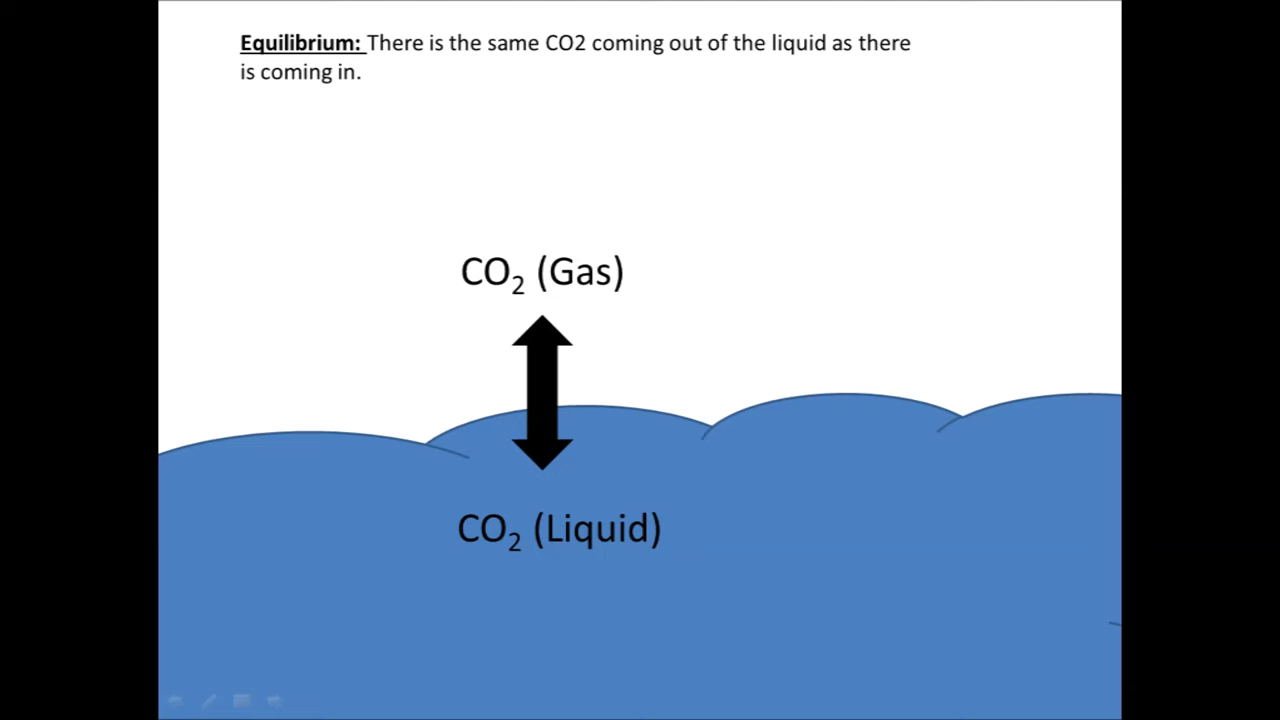 Equilibrium: There is the same CO2 coming out of the liquid as there
is coming in.
CO₂ (Gas)
CO₂ (Liquid)